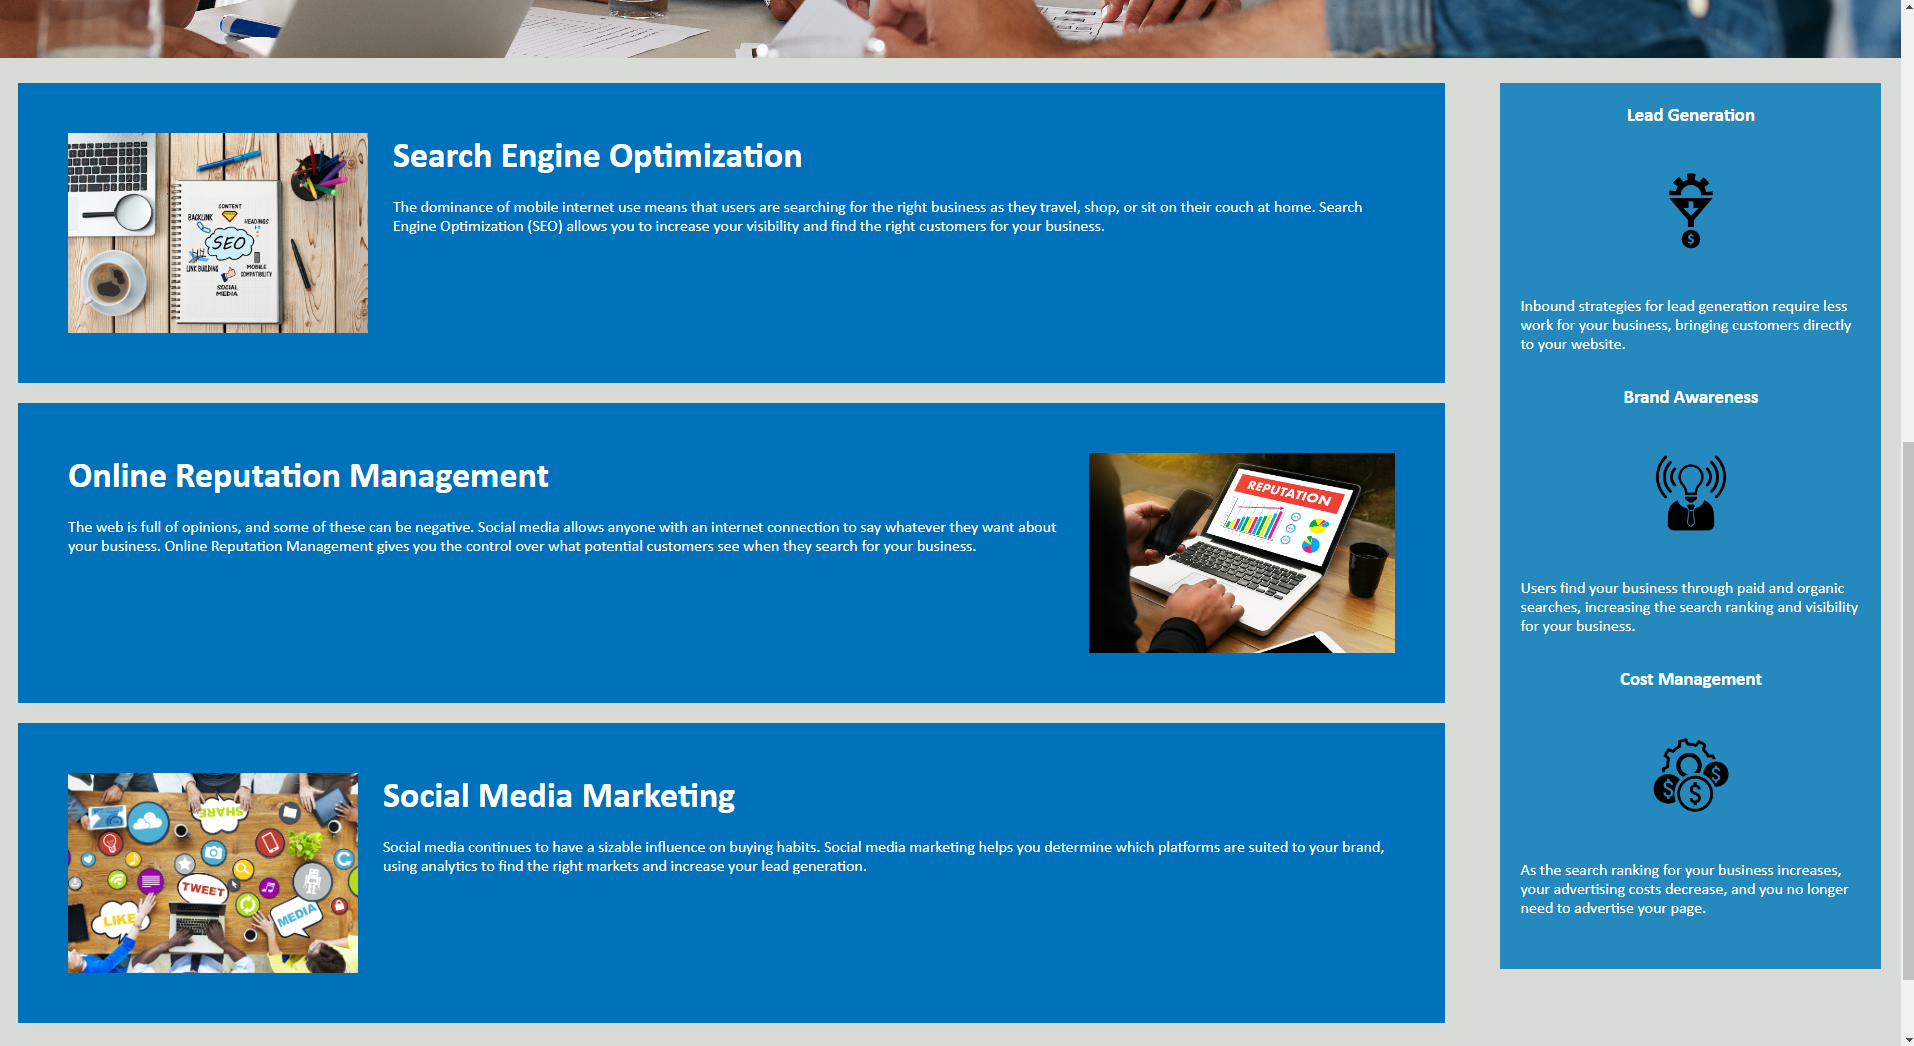 Search Engine Optimization
The dominance of mobile internet use means that users are searching for the right business as they travel, shop, or sit on their couch at home. Search
Engine Optimization (SEO) allows you to increase your visibility and find the right customers for your business.
CONTENT
BACKLINK
HEADINGS
SEO
LINK BUILDING
MOBILE
COMPATIBILITY
SOCIAL
MEDIA
Online Reputation Management
The web is full of opinions, and some of these can be negative. Social media allows anyone with an internet connection to say whatever they want about
your business. Online Reputation Management gives you the control over what potential customers see when they search for your business.
REPUTATION
Social Media Marketing
Social media continues to have a sizable influence on buying habits. Social media marketing helps you determine which platforms are suited to your brand,
using analytics to find the right markets and increase your lead generation.
SHARE
TWEET
LIKE
MEDIA
Lead Generation
$
Inbound strategies for lead generation require less
work for your business, bringing customers directly
to your website.
Brand Awareness
Users find your business through paid and organic
searches, increasing the search ranking and visibility
for your business.
Cost Management
$
$
$
As the search ranking for your business increases,
your advertising costs decrease, and you no longer
need to advertise your page.